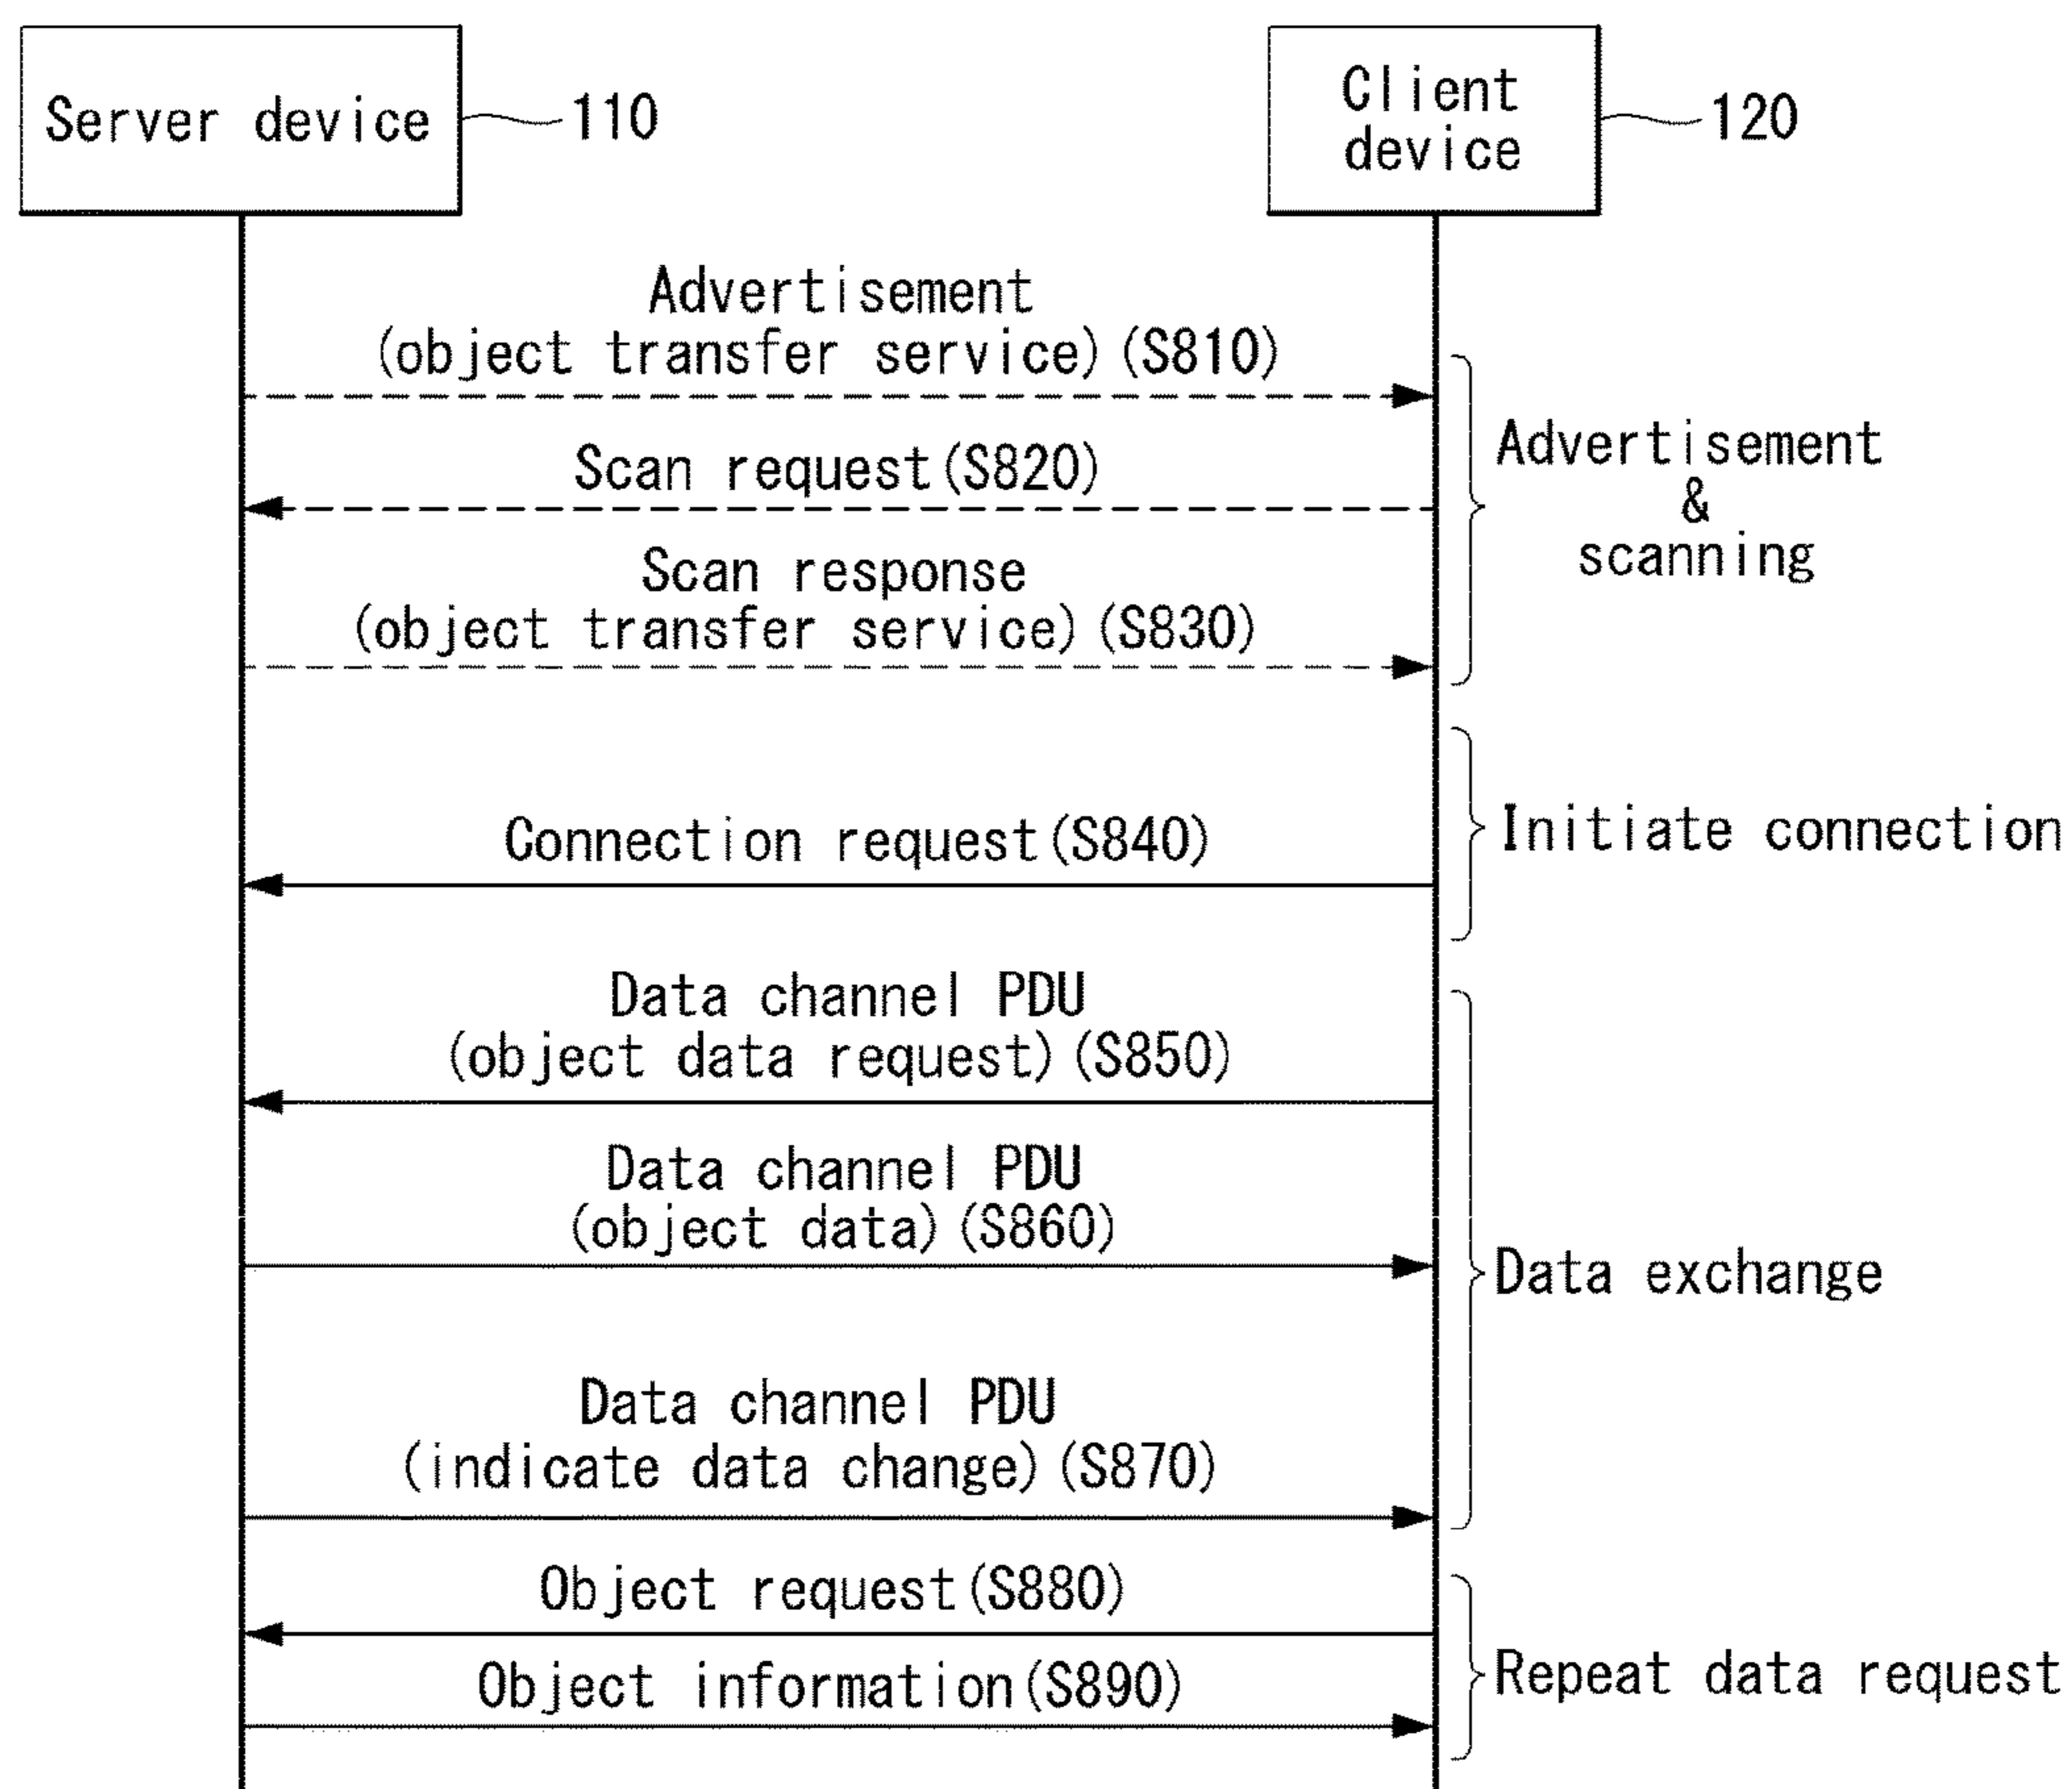 Server device
110
Client
device
120
Advertisement
(object transfer service)(S810)
Scan request(S820)
Scan response
(object transfer service)(S830)
Advertisement
&
scanning
Connection request(S840)
Initiate connection
Data channel PDU
(object data request)(S850)
Data channel PDU
(object data)(S860)
Data channel PDU
(indicate data change)(S870)
Data exchange
Object request(S880)
Object information(S890)
Repeat data request